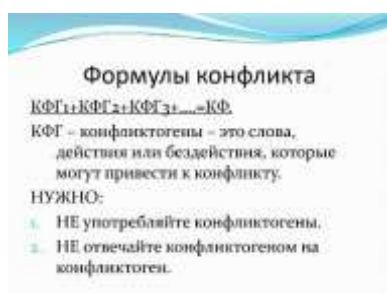 Формулы конфликта
КФГ1+КФГ2+КФГ3+....=КФ.
КФГ – конфликтогены – это слова,
действия или бездействия, которые
могут привести к конфликту.
НУЖНО:
1. НЕ употребляйте конфликтогены.
2. НЕ отвечайте конфликтогеном на
конфликтоген.